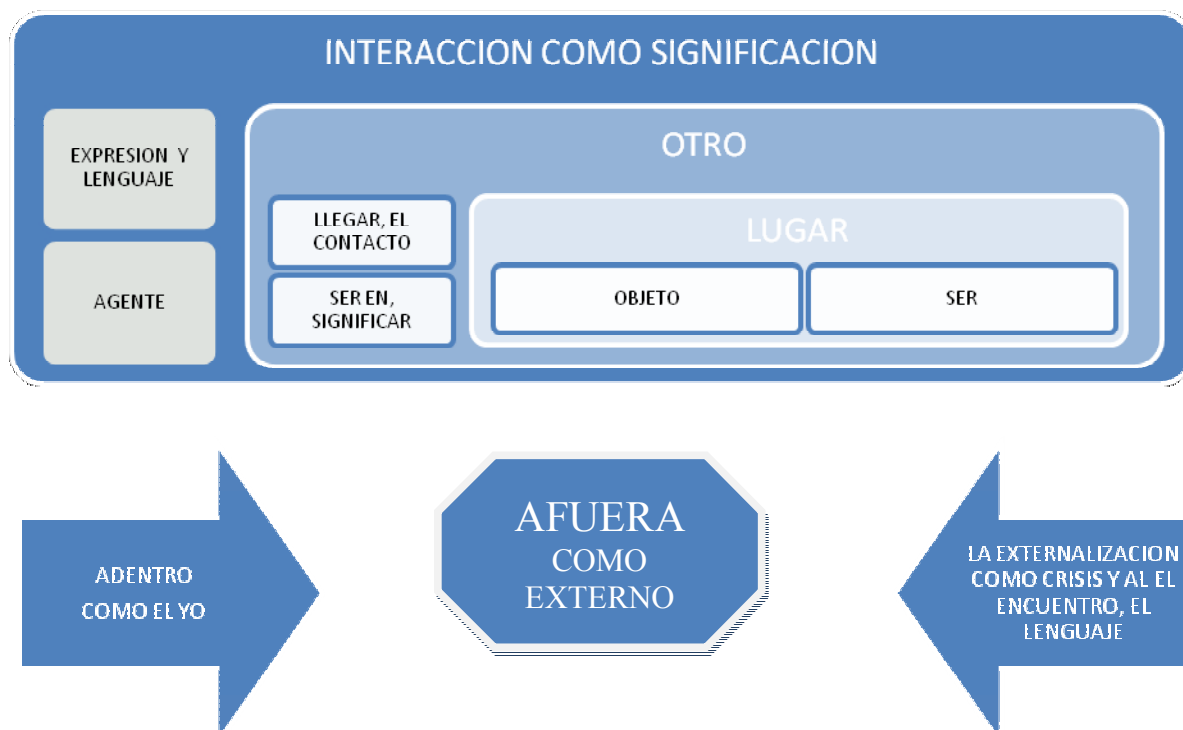 INTERACCION COMO SIGNIFICACION
EXPRESION Y
LENGUAJE
AGENTE
OTRO
LLEGAR, EL
CONTACTO
SER EN,
SIGNIFICAR
LUGAR
OBJETO
SER
ADENTRO
COMO EL YO
AFUERA
COMO
EXTERNO
LA EXTERNALIZACION
COMO CRISIS Y AL EL
ENCUENTRO, EL
LENGUAJE